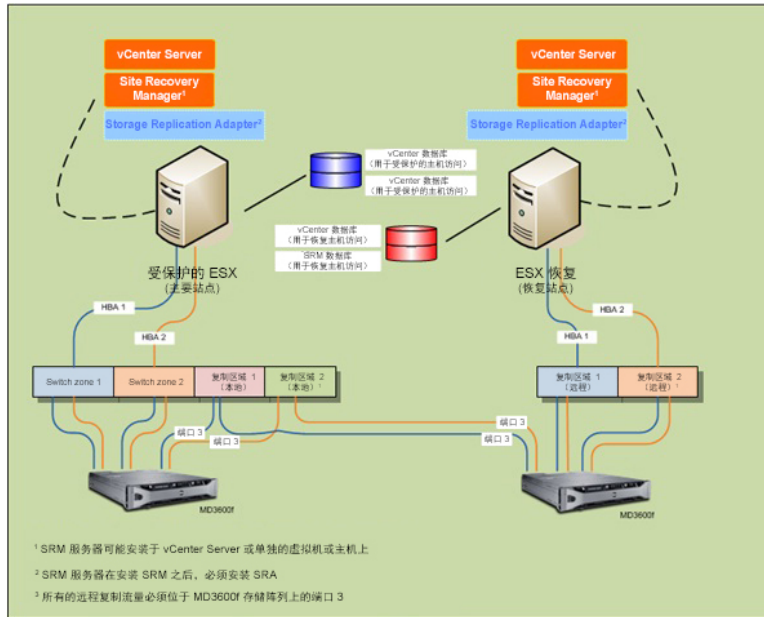 vCenter Server
Site Recovery
Manager¹
Storage Replication Adapter²
vCenter Server
Site Recovery
Manager¹
Storage Replication Adapter²
vCenter 数据库
（用于受保护的主机访问）
vCenter 数据库
（用于受保护的主机访问）
vCenter 数据库
（用于恢复主机访问）
SRM 数据库
（用于恢复主机访问）
受保护的 ESX
(主要站点)
ESX 恢复
(恢复站点)
HBA 1
HBA 2
HBA 1
HBA 2
Switch zone 1
Switch zone 2
复制区域 1
（本地）
复制区域 2
（本地）¹
复制区域 1
（远程）
复制区域 2
（远程）¹
端口 3
端口 3
端口 3
端口 3
MD3600f
MD3600f
¹ SRM 服务器可能安装于 vCenter Server 或单独的虚拟机或主机上
² SRM 服务器在安装 SRM 之后，必须安装 SRA
³ 所有的远程复制流量必须位于 MD3600f 存储阵列上的端口 3